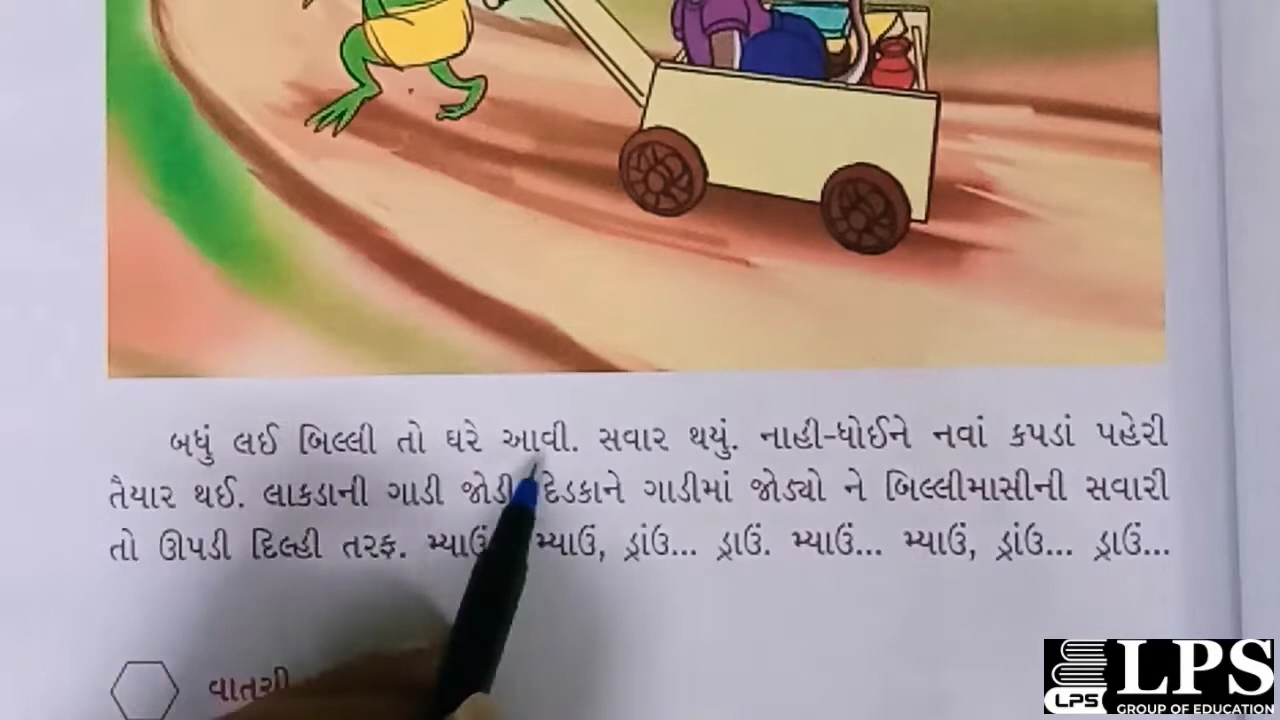 બધું લઈ બિલ્લી તો ઘરે આવી. સવાર થયું. નાહી-ધોઈને નવાં કપડાં પહેરી
તૈયાર થઈ. લાકડાની ગાડી જોડી દેડકાને ગાડીમાં જોડ્યો ને બિલ્લીમાસીની સવારી
તો ઊપડી દિલ્હી તરફ. મ્યાઉં મ્યાઉં, ડ્રાંઉં... ડ્રાઉં. મ્યાઉં... મ્યાઉં, ડ્રાંઉં... ડ્રાઉં...
LPS
LPS
GROUP OF EDUCATION